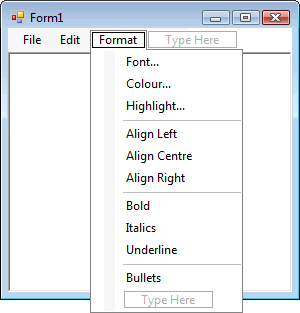 Form1
File Edit Format Type Here
Font...
Colour...
Highlight...
Align Left
Align Centre
Align Right
Bold
Italics
Underline
Bullets
Type Here